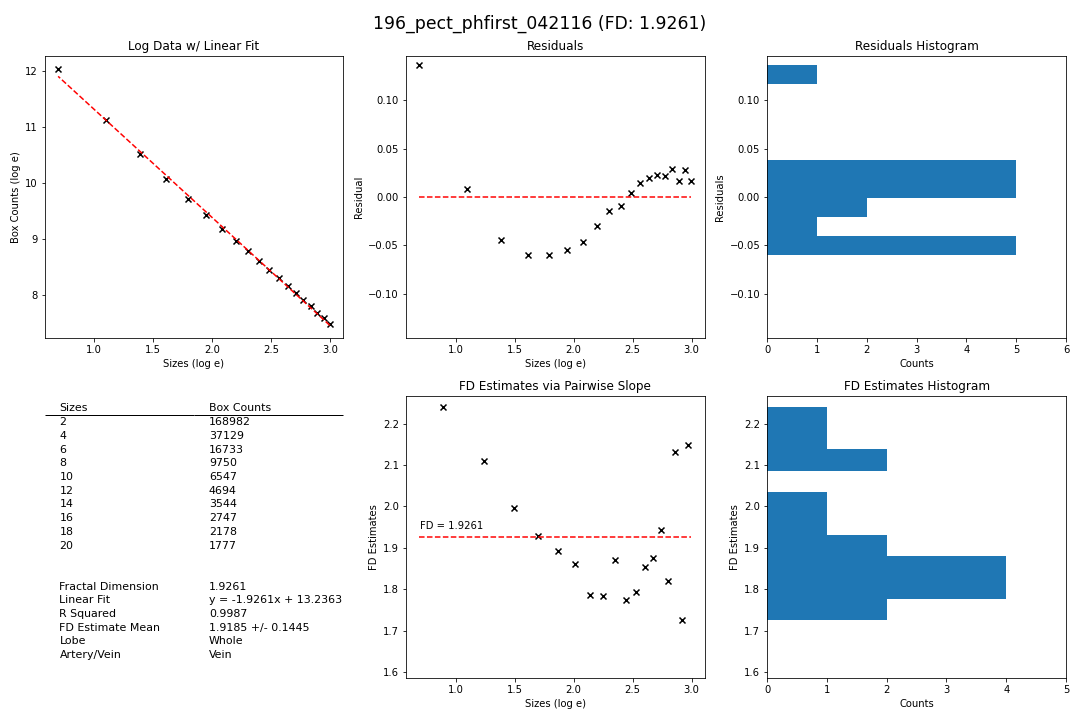 196_pect_phfirst_042116 (FD: 1.9261)
Log Data w/ Linear Fit
12
11
10
9
8
Box Counts (log e)
1.0 1.5 2.0 2.5 3.0
Sizes (log e)
Residuals
0.10
0.05
0.00
−0.05
−0.10
Residual
1.0 1.5 2.0 2.5 3.0
Sizes (log e)
Residuals Histogram
0.10
0.05
0.00
−0.05
−0.10
Residuals
0 1 2 3 4 5 6
Counts
Sizes Box Counts
2 168982
4 37129
6 16733
8 9750
10 6547
12 4694
14 3544
16 2747
18 2178
20 1777
Fractal Dimension 1.9261
Linear Fit y = -1.9261x + 13.2363
R Squared 0.9987
FD Estimate Mean 1.9185 +/- 0.1445
Lobe Whole
Artery/Vein Vein
FD Estimates via Pairwise Slope
2.2
2.1
2.0
1.9
1.8
1.7
1.6
FD Estimates
FD = 1.9261
1.0 1.5 2.0 2.5 3.0
Sizes (log e)
FD Estimates Histogram
2.2
2.1
2.0
1.9
1.8
1.7
1.6
FD Estimates
0 1 2 3 4 5
Counts